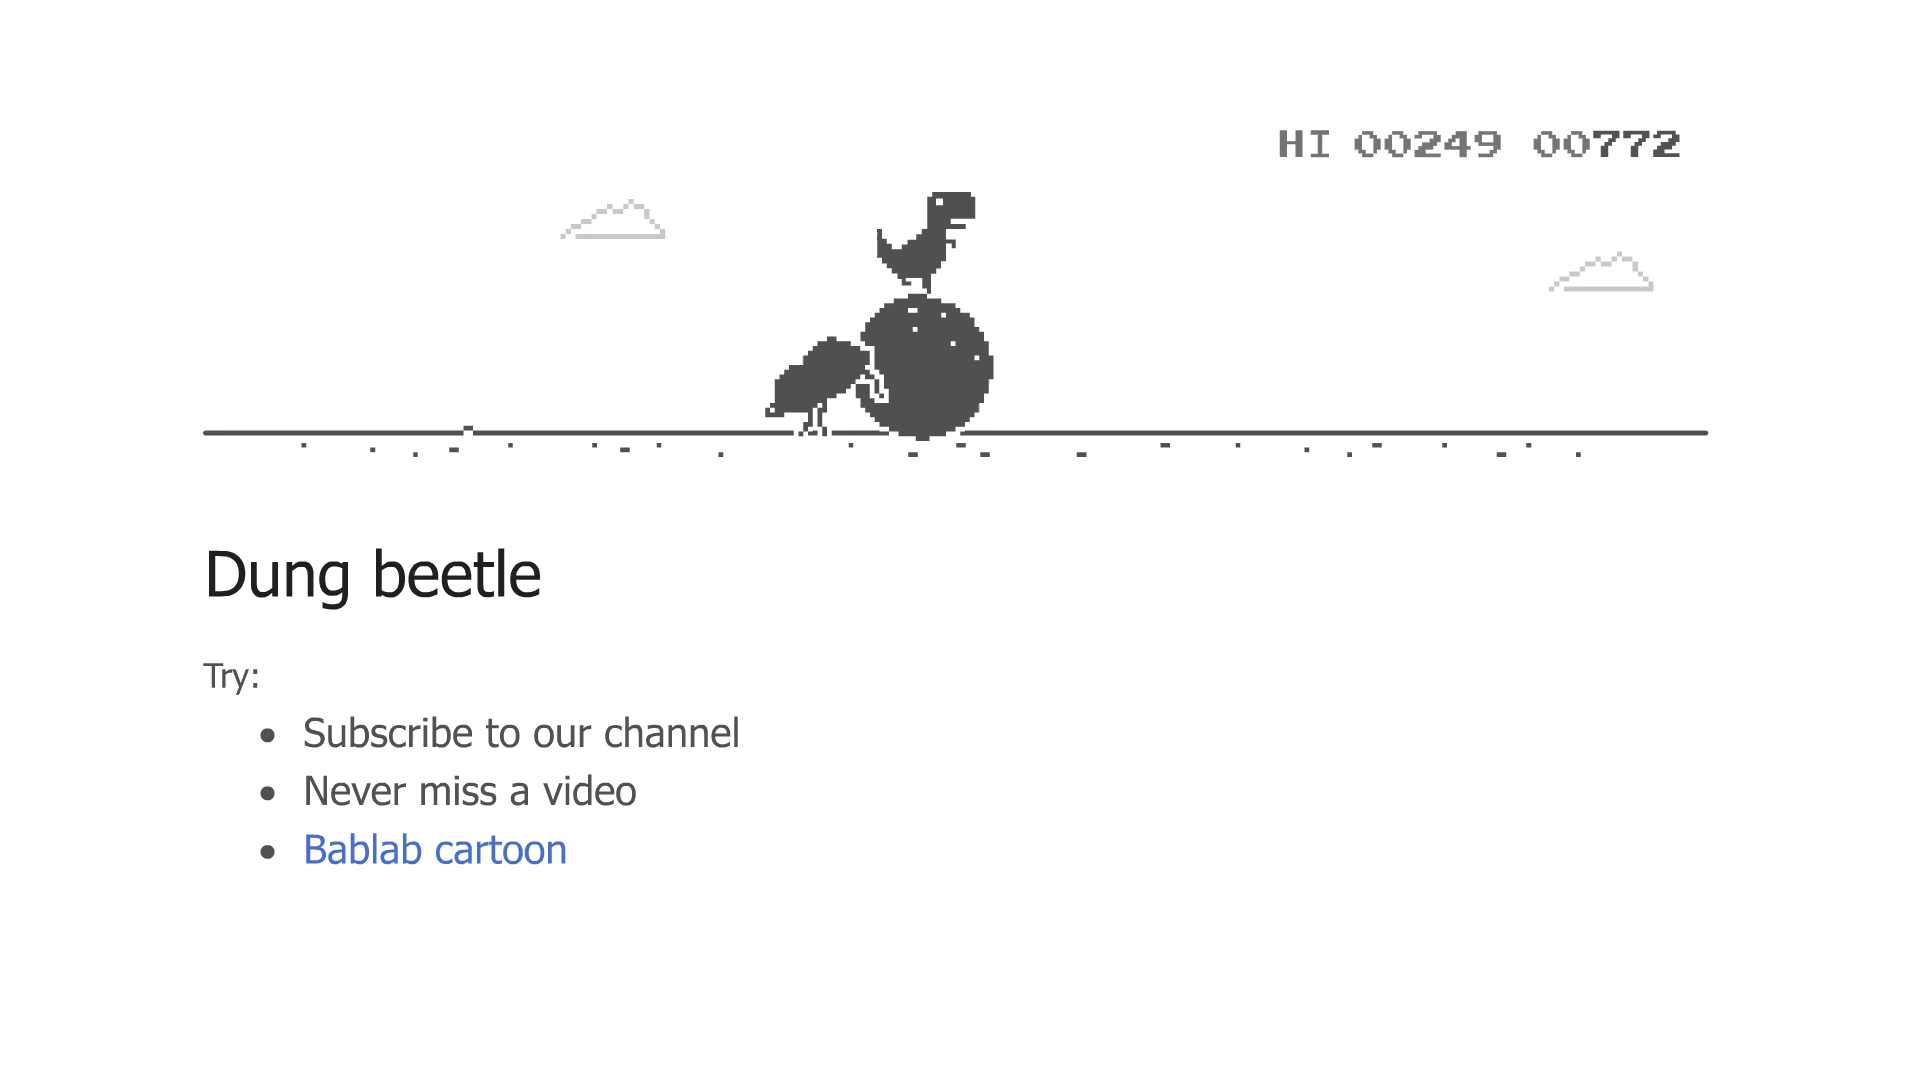 HI 00249 00772
Dung beetle
Try:
Subscribe to our channel
Never miss a video
Bablab cartoon